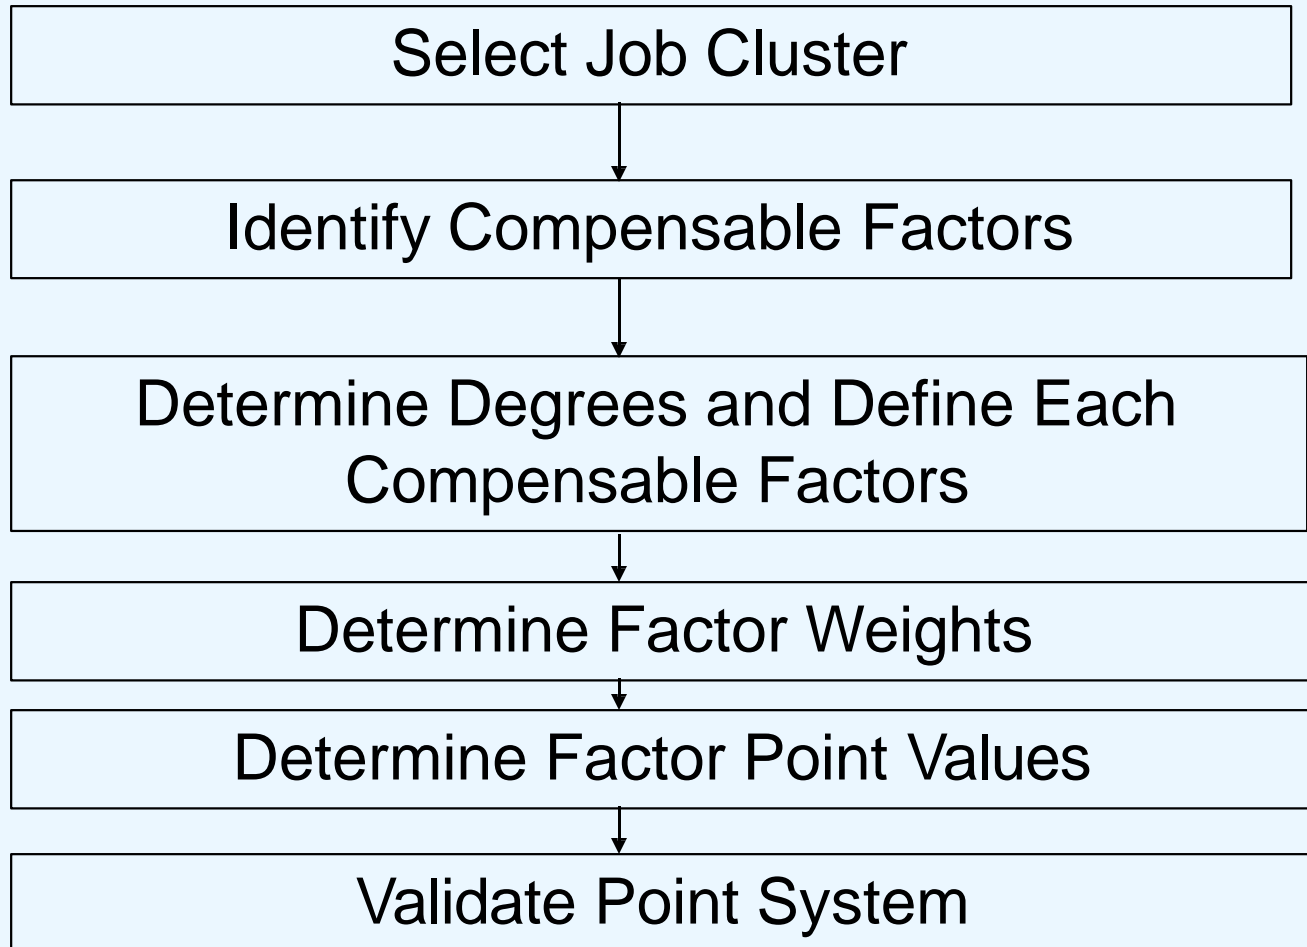 Select Job Cluster
Identify Compensable Factors
Determine Degrees and Define Each
Compensable Factors
Determine Factor Weights
Determine Factor Point Values
Validate Point System